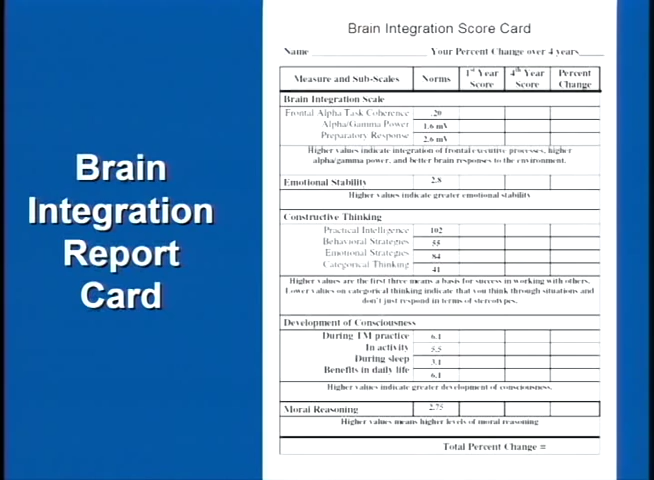 Brain
Integration
Report
Card
Brain Integration Score Card
Name Your Percent Change over 4 years
Measure and Sub-Scales Norms 1st Year Score 4th Year Score Percent Change
Brain Integration Scale
Frontal Alpha Task Coherence .20
Alpha/Gamma Power 1.6 mV
Preparatory Response 2.6 mV
Higher values indicate integration of frontal executive processes, higher
alpha/gamma power, and better brain responses to the environment.
Emotional Stability 2.8
Higher values indicate greater emotional stability
Constructive Thinking
Practical Intelligence 102
Behavioral Strategies 55
Emotional Strategies 84
Categorical Thinking 41
Higher values are the first three means a basis for success in working with others.
Lower values on categorical thinking indicate that you think through situations and
don't just respond in terms of stereotypes.
Development of Consciousness
During TM practice 6.1
In activity 5.5
During sleep 3.1
Benefits in daily life 6.1
Higher values indicate greater development of consciousness.
Moral Reasoning 2.75
Higher values means higher levels of moral reasoning
Total Percent Change =